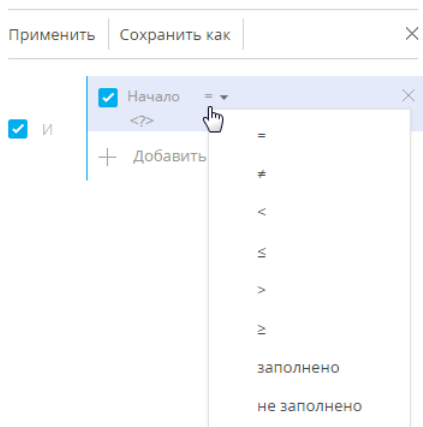 Применить Сохранить как
Начало =
<?>
И
Добавить
=
≠
<
≤
>
≥
заполнено
не заполнено